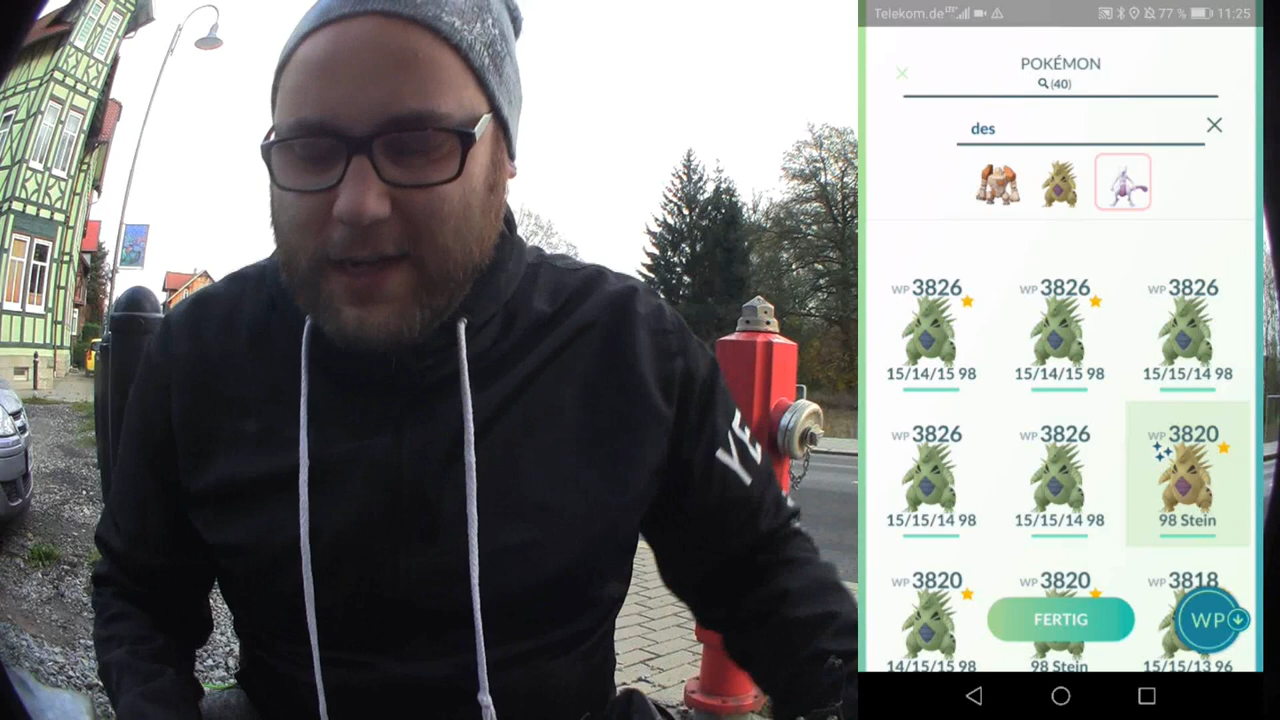 Telekom.de LTE 77 % 11:25
POKÉMON
(40)
des
WP 3826 WP 3826 WP 3826
15/14/15 98 15/14/15 98 15/15/14 98
WP 3826 WP 3826 WP 3820
15/15/14 98 15/15/14 98 98 Stein
WP 3820 WP 3820 WP 3818
FERTIG
WP
14/15/15 98 98 Stein 15/15/13 96
YE